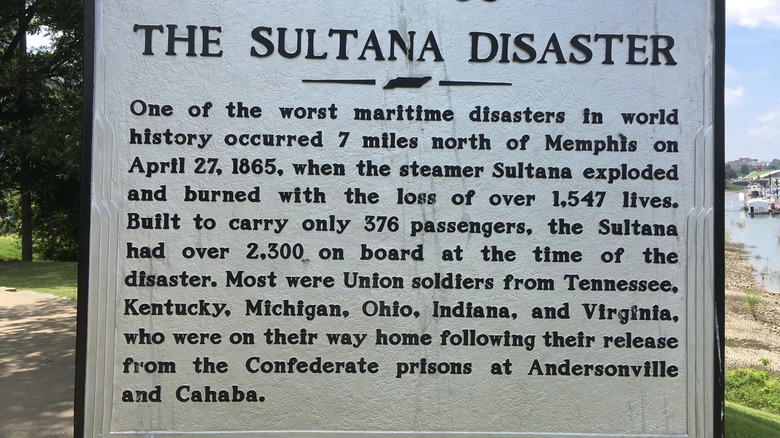 THE SULTANA DISASTER
One of the worst maritime disasters in world
history occurred 7 miles north of Memphis on
April 27, 1865, when the steamer Sultana exploded
and burned with the loss of over 1,547 lives.
Built to carry only 376 passengers, the Sultana
had over 2,300 on board at the time of the
disaster. Most were Union soldiers from Tennessee,
Kentucky, Michigan, Ohio, Indiana, and Virginia,
who were on their way home following their release
from the Confederate prisons at Andersonville
and Cahaba.